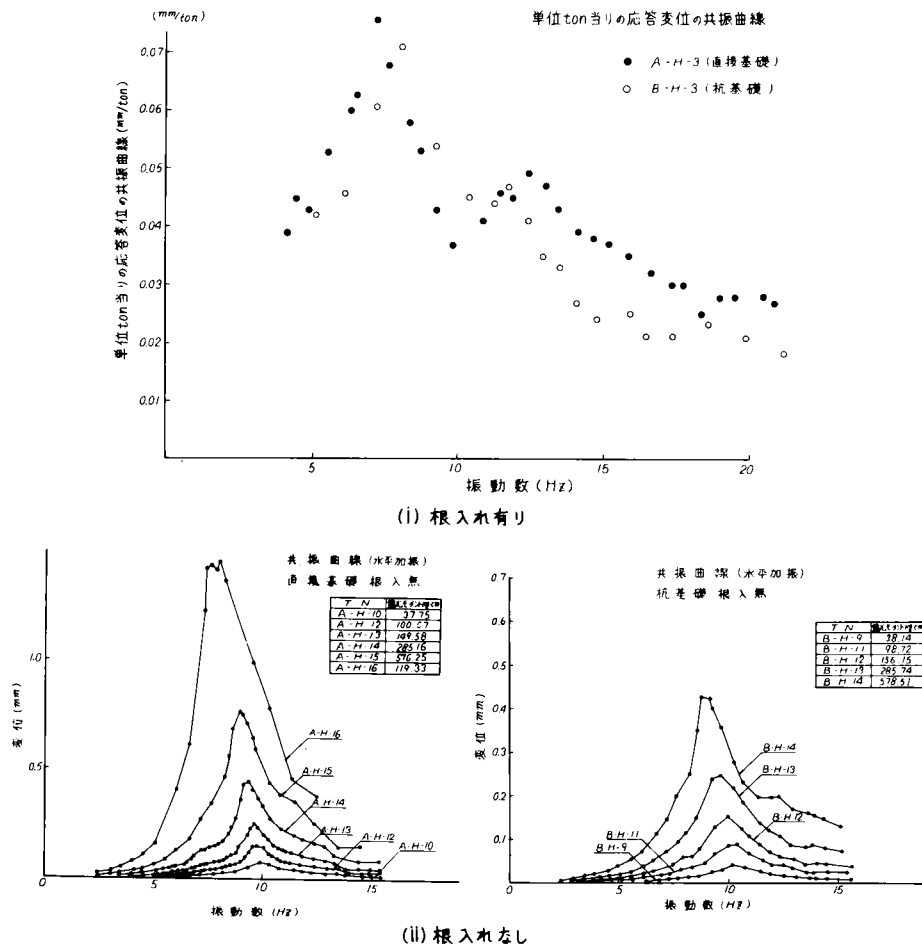 (mm/ton)
単位ton当りの応答変位の共振曲線
● A-H-3(直接基礎)
○ B-H-3(杭基礎)
単位ton当りの応答変位の共振曲線(mm/ton)
0.07
0.06
0.05
0.04
0.03
0.02
0.01
5
10
15
20
振動数(Hz)
(i) 根入れ有り
共振曲線(水平加振)
直接基礎 根入無
T N
A-H-10
A-H-12
A-H-13 149.58
A-H-14 285.16
A-H-15 576.25
A-H-16
変位(mm)
1.0
0.5
0
5
10
15
A-H-16
A-H-15
A-H-14
A-H-13
A-H-12
A-H-10
振動数(Hz)
共振曲線(水平加振)
杭基礎 根入無
T N
B-H-9 38.14
B-H-11 98.72
B-H-12 156.15
B-H-13 285.74
B-H-14 578.51
変位(mm)
0.7
0.6
0.5
0.4
0.3
0.2
0.1
0
5
10
15
B-H-14
B-H-13
B-H-12
B-H-11
B-H-9
振動数(Hz)
(ii) 根入れなし